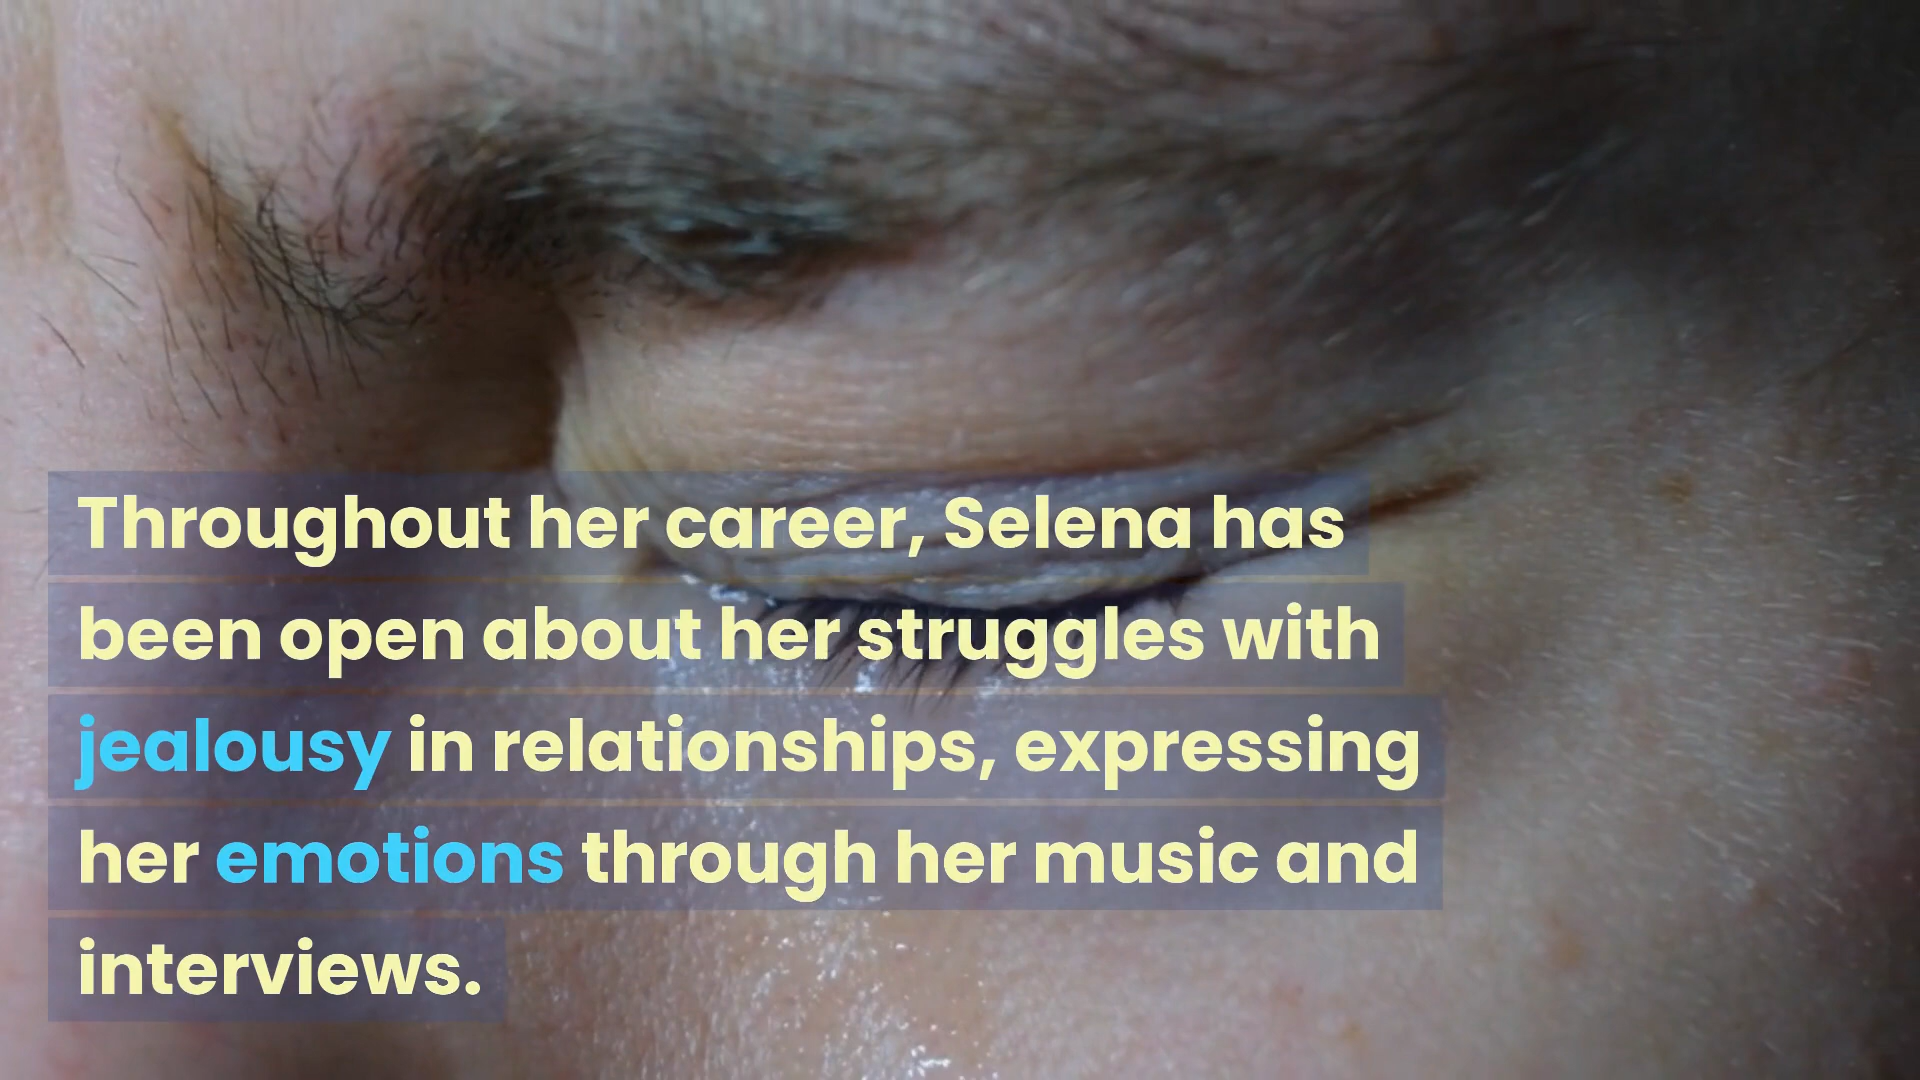 Throughout her career, Selena has
been open about her struggles with
jealousy in relationships, expressing
her emotions through her music and
interviews.